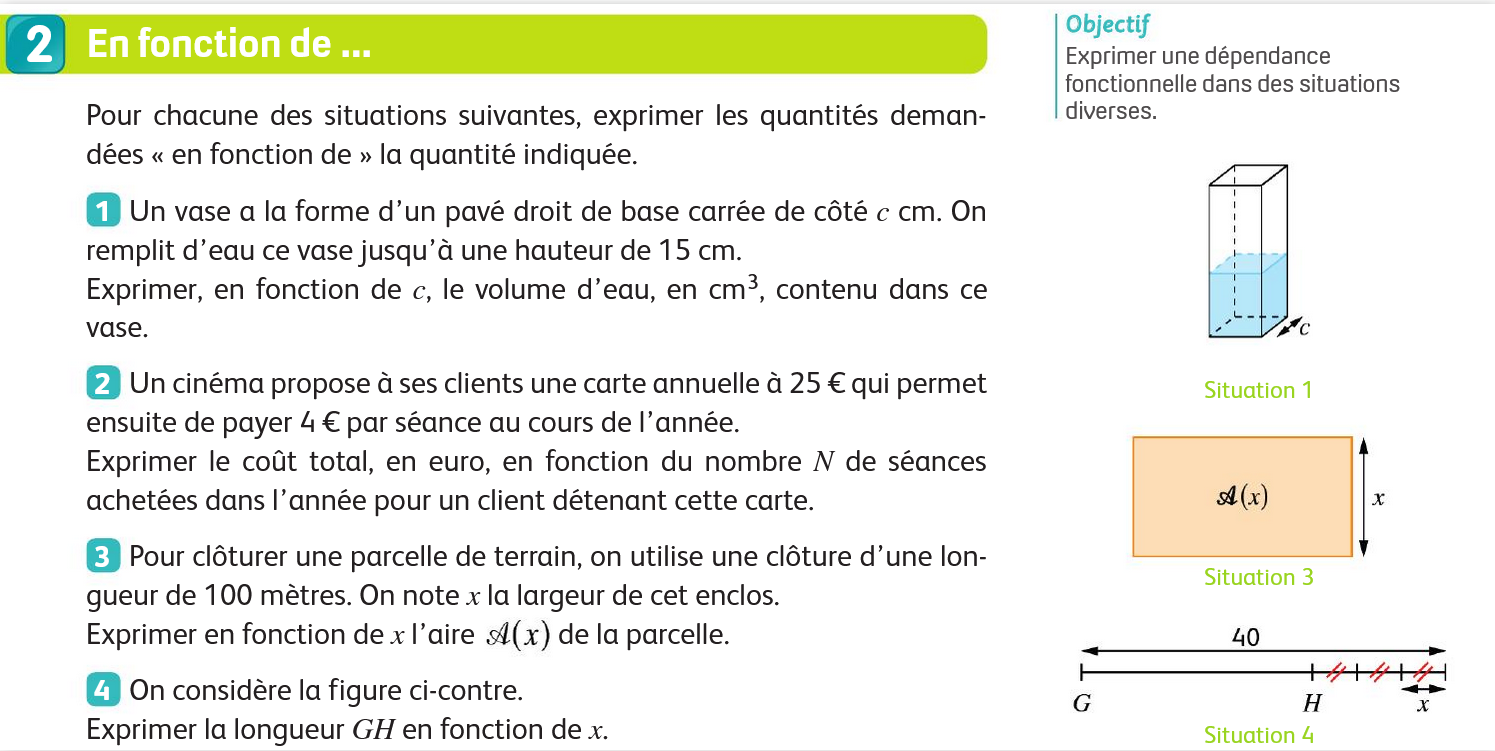 2 En fonction de ...
Pour chacune des situations suivantes, exprimer les quantités deman-
dées « en fonction de » la quantité indiquée.
1 Un vase a la forme d’un pavé droit de base carrée de côté c cm. On
remplit d’eau ce vase jusqu’à une hauteur de 15 cm.
Exprimer, en fonction de c, le volume d’eau, en cm³, contenu dans ce
vase.
2 Un cinéma propose à ses clients une carte annuelle à 25 € qui permet
ensuite de payer 4 € par séance au cours de l’année.
Exprimer le coût total, en euro, en fonction du nombre N de séances
achetées dans l’année pour un client détenant cette carte.
3 Pour clôturer une parcelle de terrain, on utilise une clôture d’une lon-
gueur de 100 mètres. On note x la largeur de cet enclos.
Exprimer en fonction de x l’aire 𝒜(x) de la parcelle.
4 On considère la figure ci-contre.
Exprimer la longueur GH en fonction de x.
Objectif
Exprimer une dépendance
fonctionnelle dans des situations
diverses.
c
Situation 1
𝒜(x)
x
Situation 3
40
G H x
Situation 4